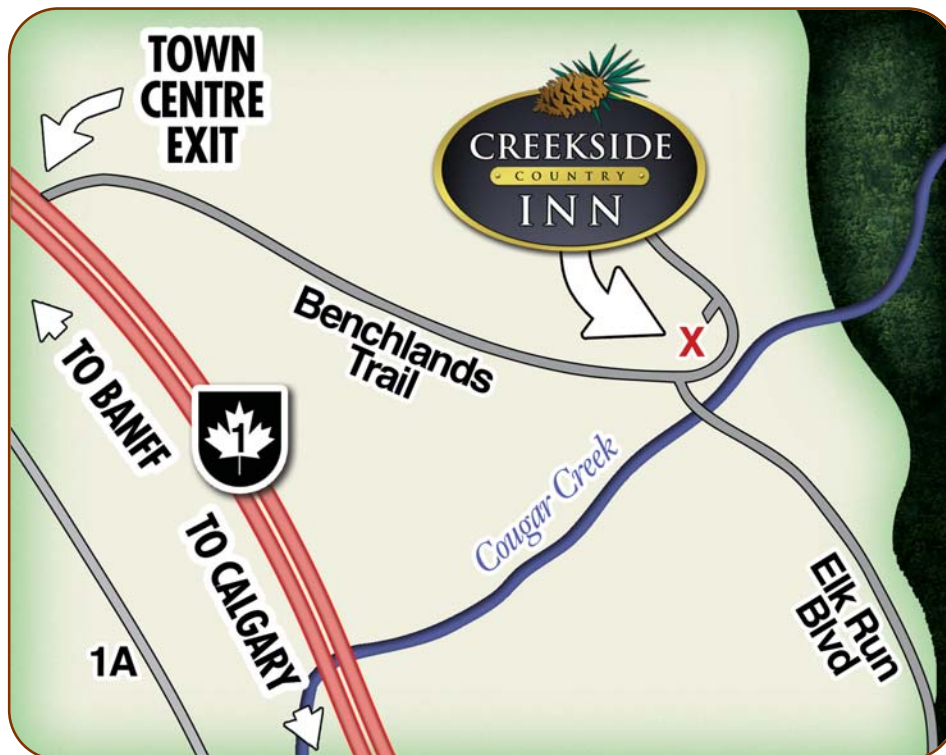 TOWN
CENTRE
EXIT
CREEKSIDE
COUNTRY
INN
Benchlands
Trail
X
TO BANFF
1
Cougar Creek
TO CALGARY
Elk Run
Blvd
1A